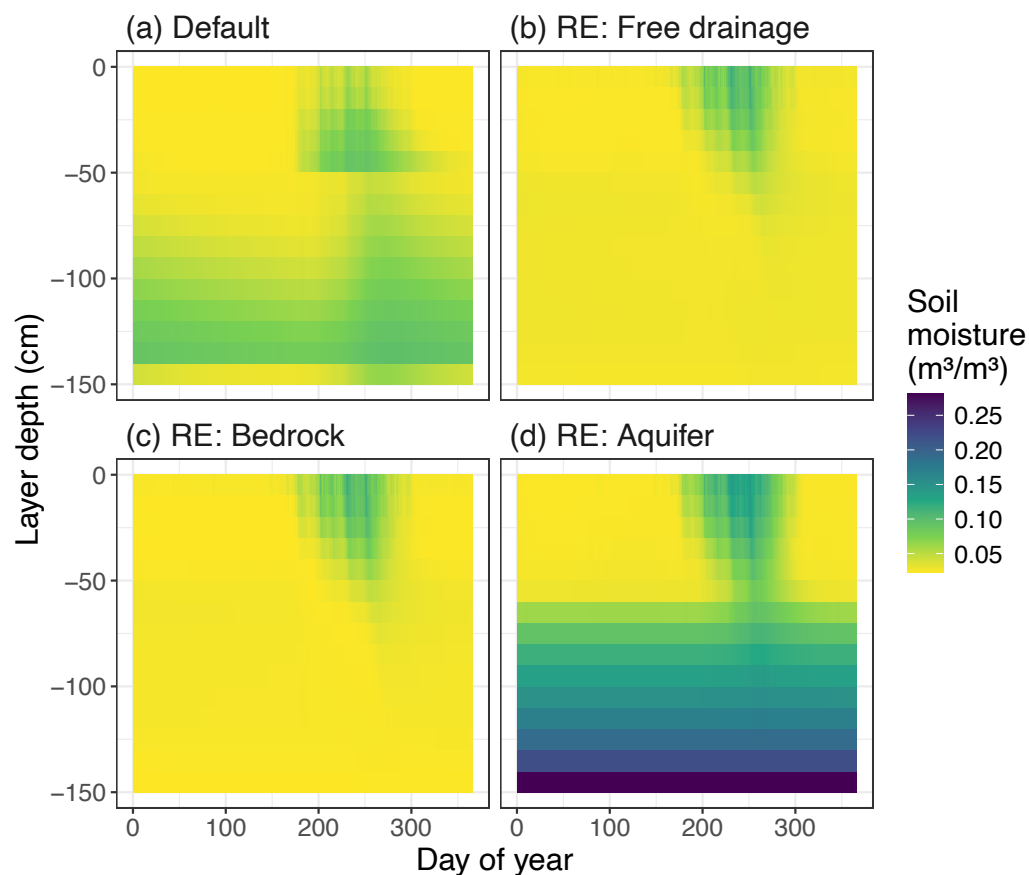 (a) Default
(b) RE: Free drainage
0
−50
−100
−150
(c) RE: Bedrock
(d) RE: Aquifer
0
−50
−100
−150
0 100 200 300
0 100 200 300
Layer depth (cm)
Day of year
Soil
moisture
(m³/m³)
0.25
0.20
0.15
0.10
0.05